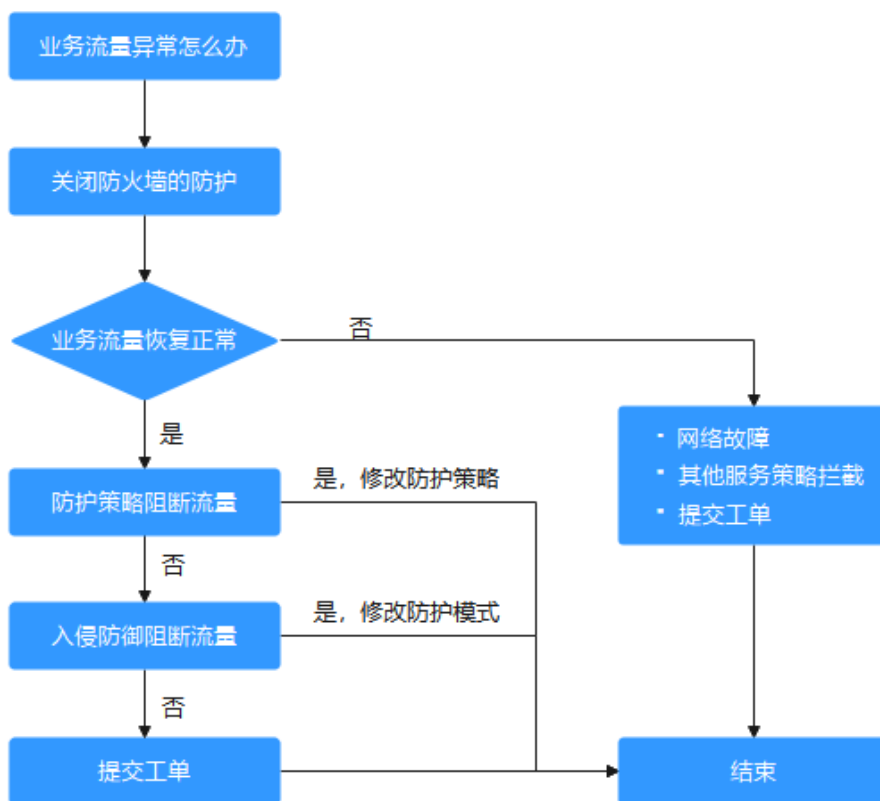 业务流量异常怎么办
关闭防火墙的防护
业务流量恢复正常
否
是
▪ 网络故障
▪ 其他服务策略拦截
▪ 提交工单
防护策略阻断流量
是，修改防护策略
否
入侵防御阻断流量
是，修改防护模式
否
提交工单
结束